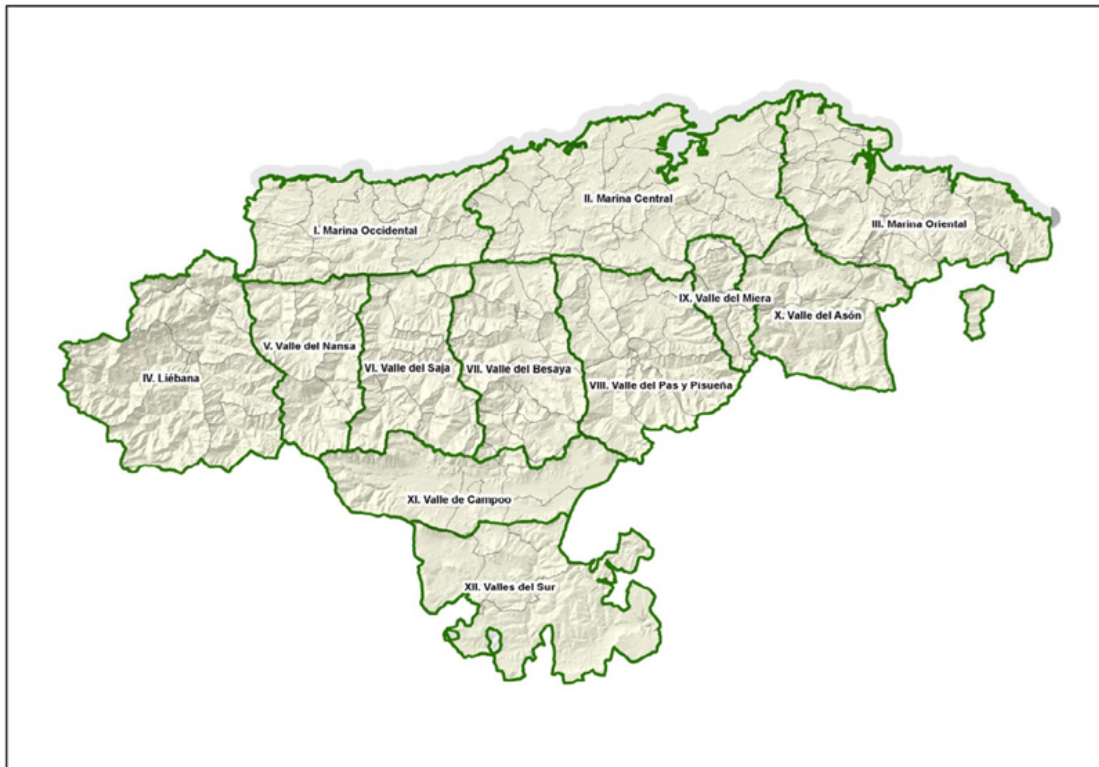 I. Marina Occidental
II. Marina Central
III. Marina Oriental
IV. Liébana
V. Valle del Nansa
VI. Valle del Saja
VII. Valle del Besaya
VIII. Valle del Pas y Pisueña
IX. Valle del Miera
X. Valle del Asón
XI. Valle de Campoo
XII. Valles del Sur